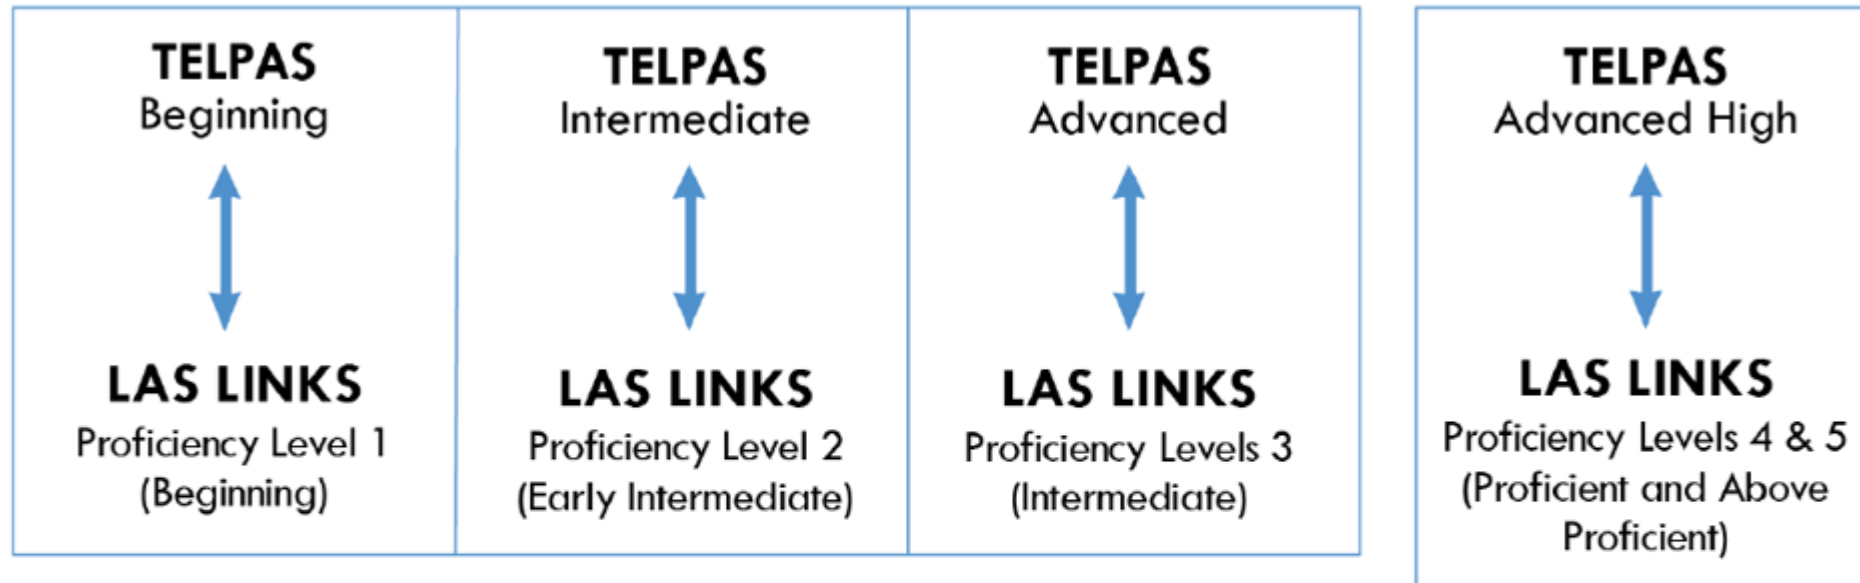 TELPAS
Beginning
LAS LINKS
Proficiency Level 1
(Beginning)
TELPAS
Intermediate
LAS LINKS
Proficiency Level 2
(Early Intermediate)
TELPAS
Advanced
LAS LINKS
Proficiency Levels 3
(Intermediate)
TELPAS
Advanced High
LAS LINKS
Proficiency Levels 4 & 5
(Proficient and Above
Proficient)